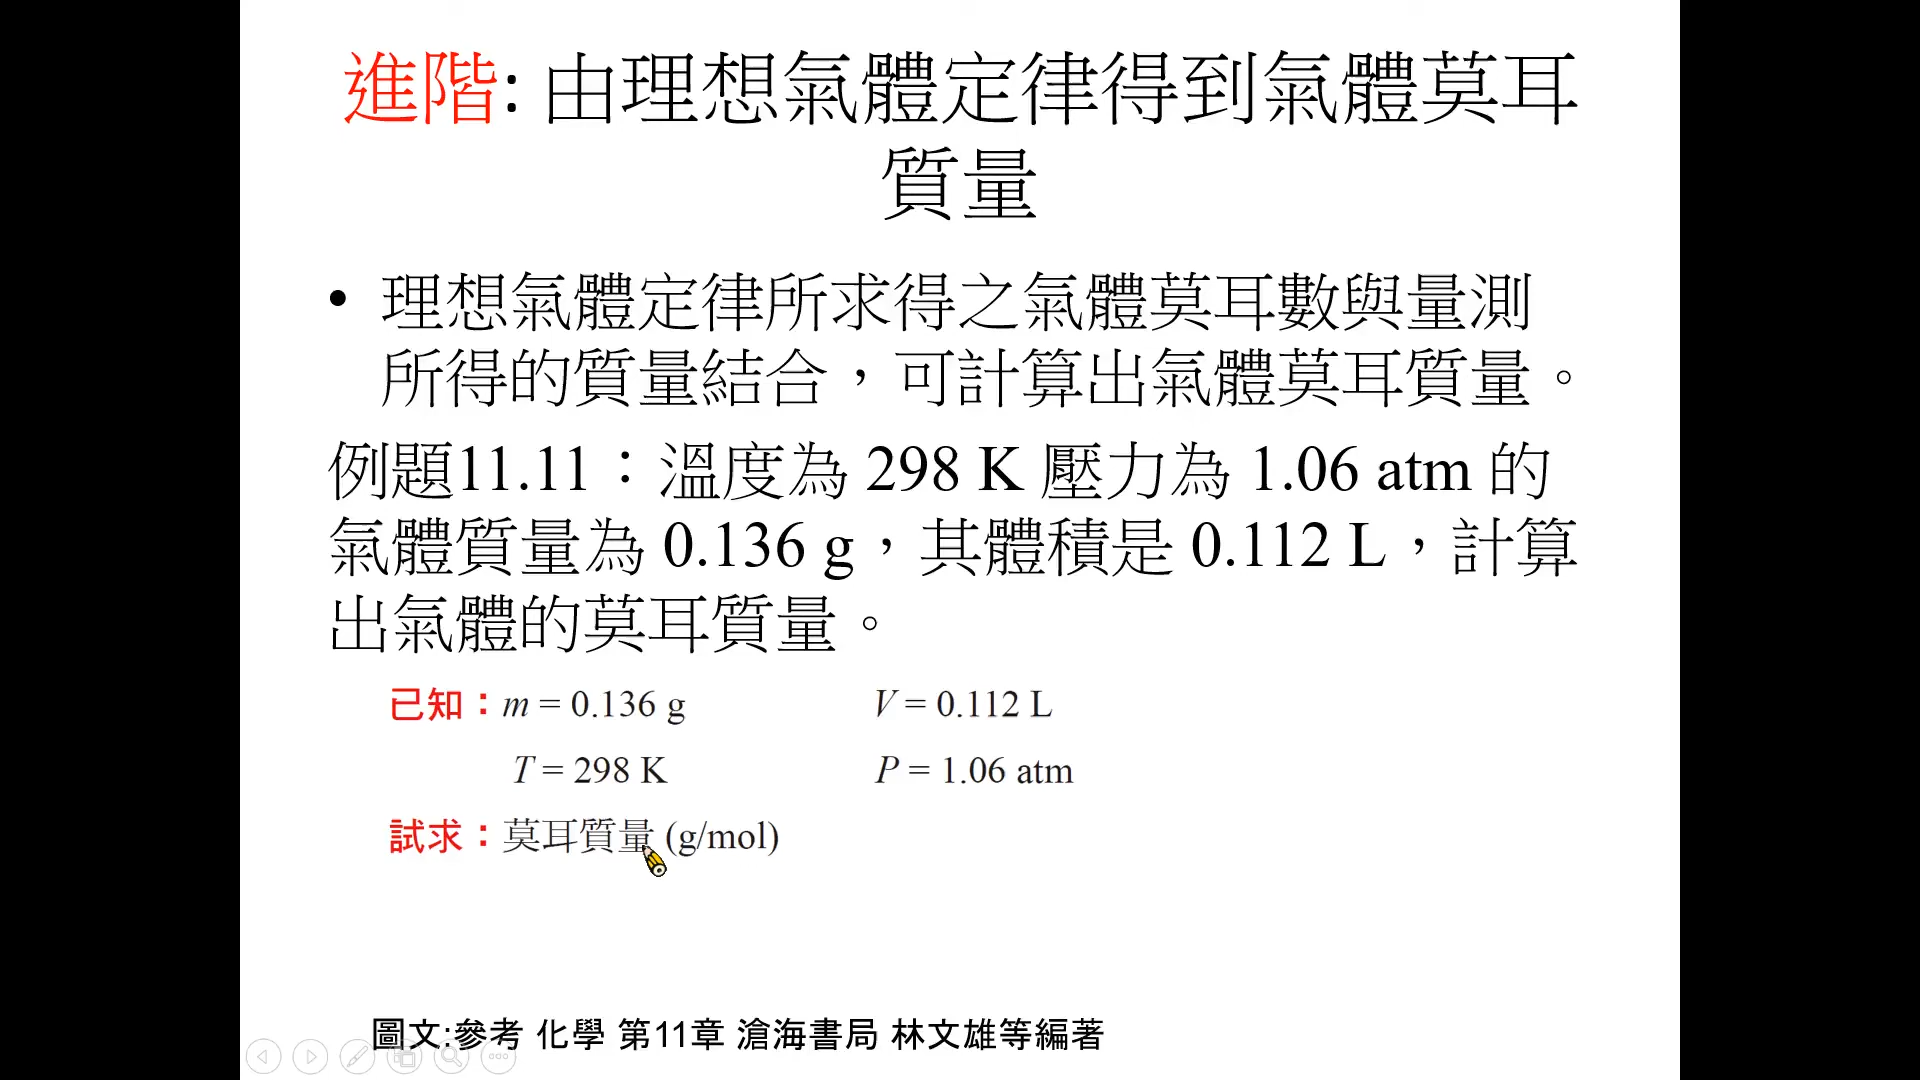 進階: 由理想氣體定律得到氣體莫耳
質量
• 理想氣體定律所求得之氣體莫耳數與量測
所得的質量結合，可計算出氣體莫耳質量。
例題11.11：溫度為 298 K 壓力為 1.06 atm 的
氣體質量為 0.136 g，其體積是 0.112 L，計算
出氣體的莫耳質量。
已知：m = 0.136 g V = 0.112 L
T = 298 K P = 1.06 atm
試求：莫耳質量 (g/mol)
圖文:參考 化學 第11章 滄海書局 林文雄等編著